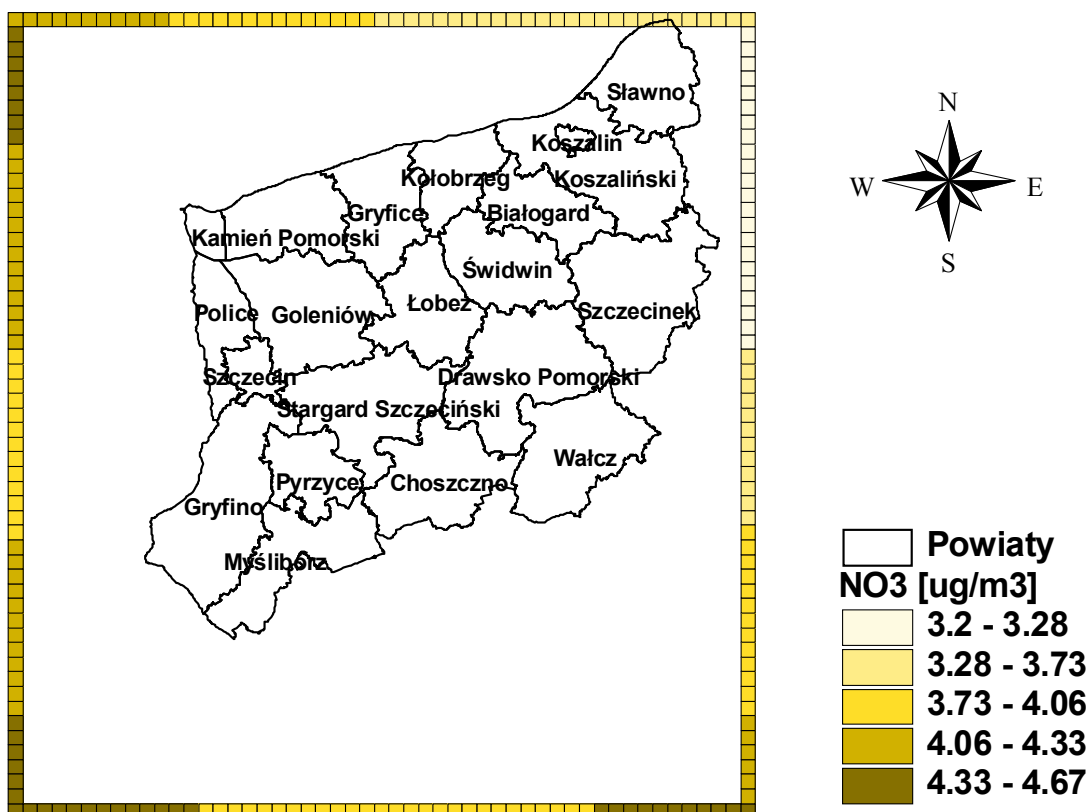 Sławno
N
Koszalin
Kołobrzeg
Koszaliński
W
E
Gryfice
Białogard
Kamień Pomorski
S
Świdwin
Łobez
Police
Goleniów
Szczecinek
Szczecin
Drawsko Pomorski
Stargard Szczeciński
Wałcz
Pyrzyce
Choszczno
Gryfino
Myślibórz
Powiaty
NO3 [ug/m3]
3.2 - 3.28
3.28 - 3.73
3.73 - 4.06
4.06 - 4.33
4.33 - 4.67